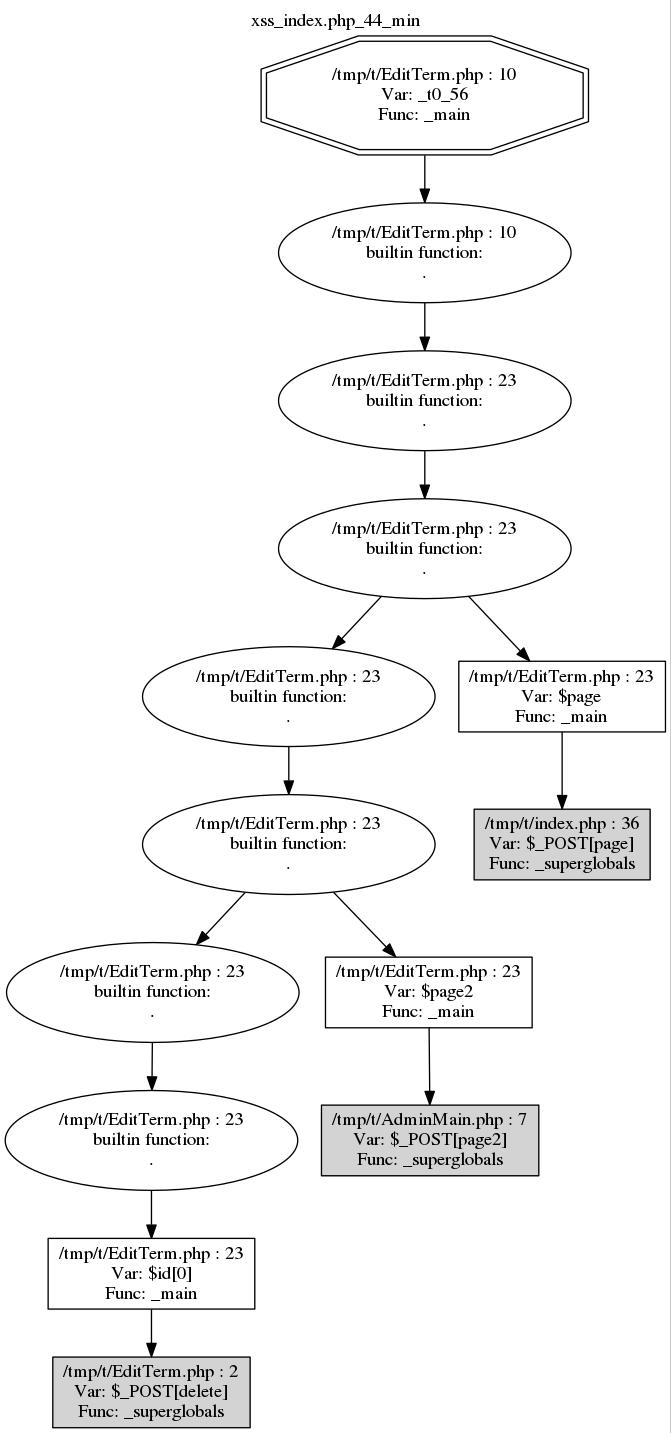 xss_index.php_44_min
/tmp/t/EditTerm.php : 10
Var: _t0_56
Func: _main
/tmp/t/EditTerm.php : 10
builtin function:
.
/tmp/t/EditTerm.php : 23
builtin function:
.
/tmp/t/EditTerm.php : 23
builtin function:
.
/tmp/t/EditTerm.php : 23
builtin function:
.
/tmp/t/EditTerm.php : 23
Var: $page
Func: _main
/tmp/t/EditTerm.php : 23
builtin function:
.
/tmp/t/index.php : 36
Var: $_POST[page]
Func: _superglobals
/tmp/t/EditTerm.php : 23
builtin function:
.
/tmp/t/EditTerm.php : 23
Var: $page2
Func: _main
/tmp/t/EditTerm.php : 23
builtin function:
.
/tmp/t/AdminMain.php : 7
Var: $_POST[page2]
Func: _superglobals
/tmp/t/EditTerm.php : 23
Var: $id[0]
Func: _main
/tmp/t/EditTerm.php : 2
Var: $_POST[delete]
Func: _superglobals